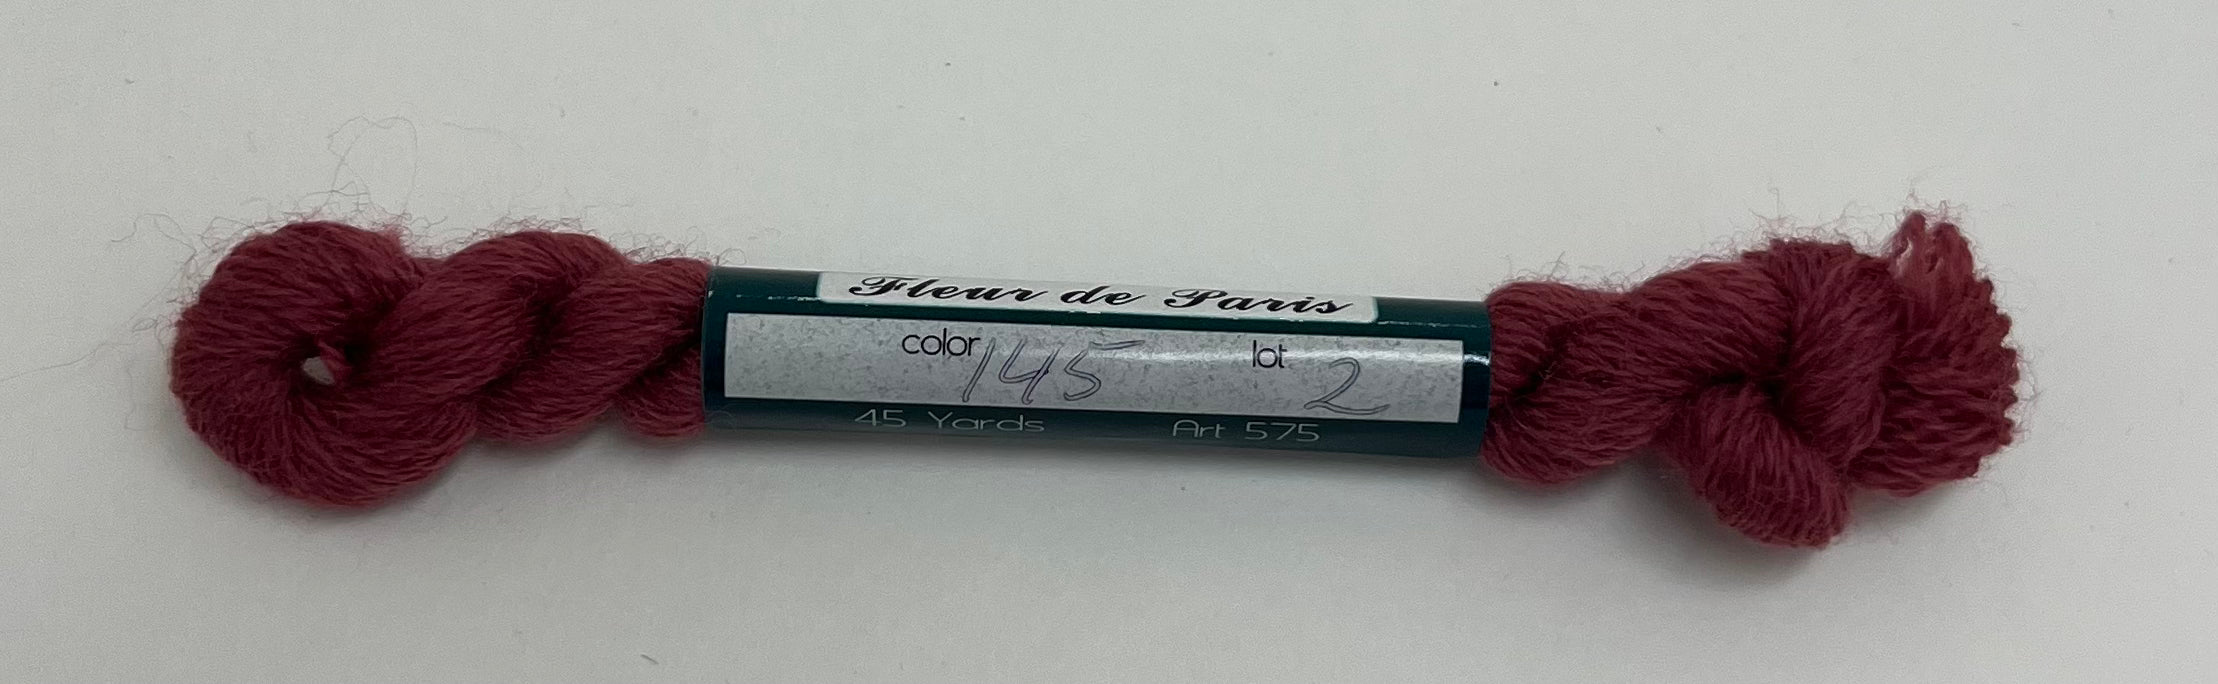 Fleur de Paris
color 145 lot 2
45 Yards Art 575